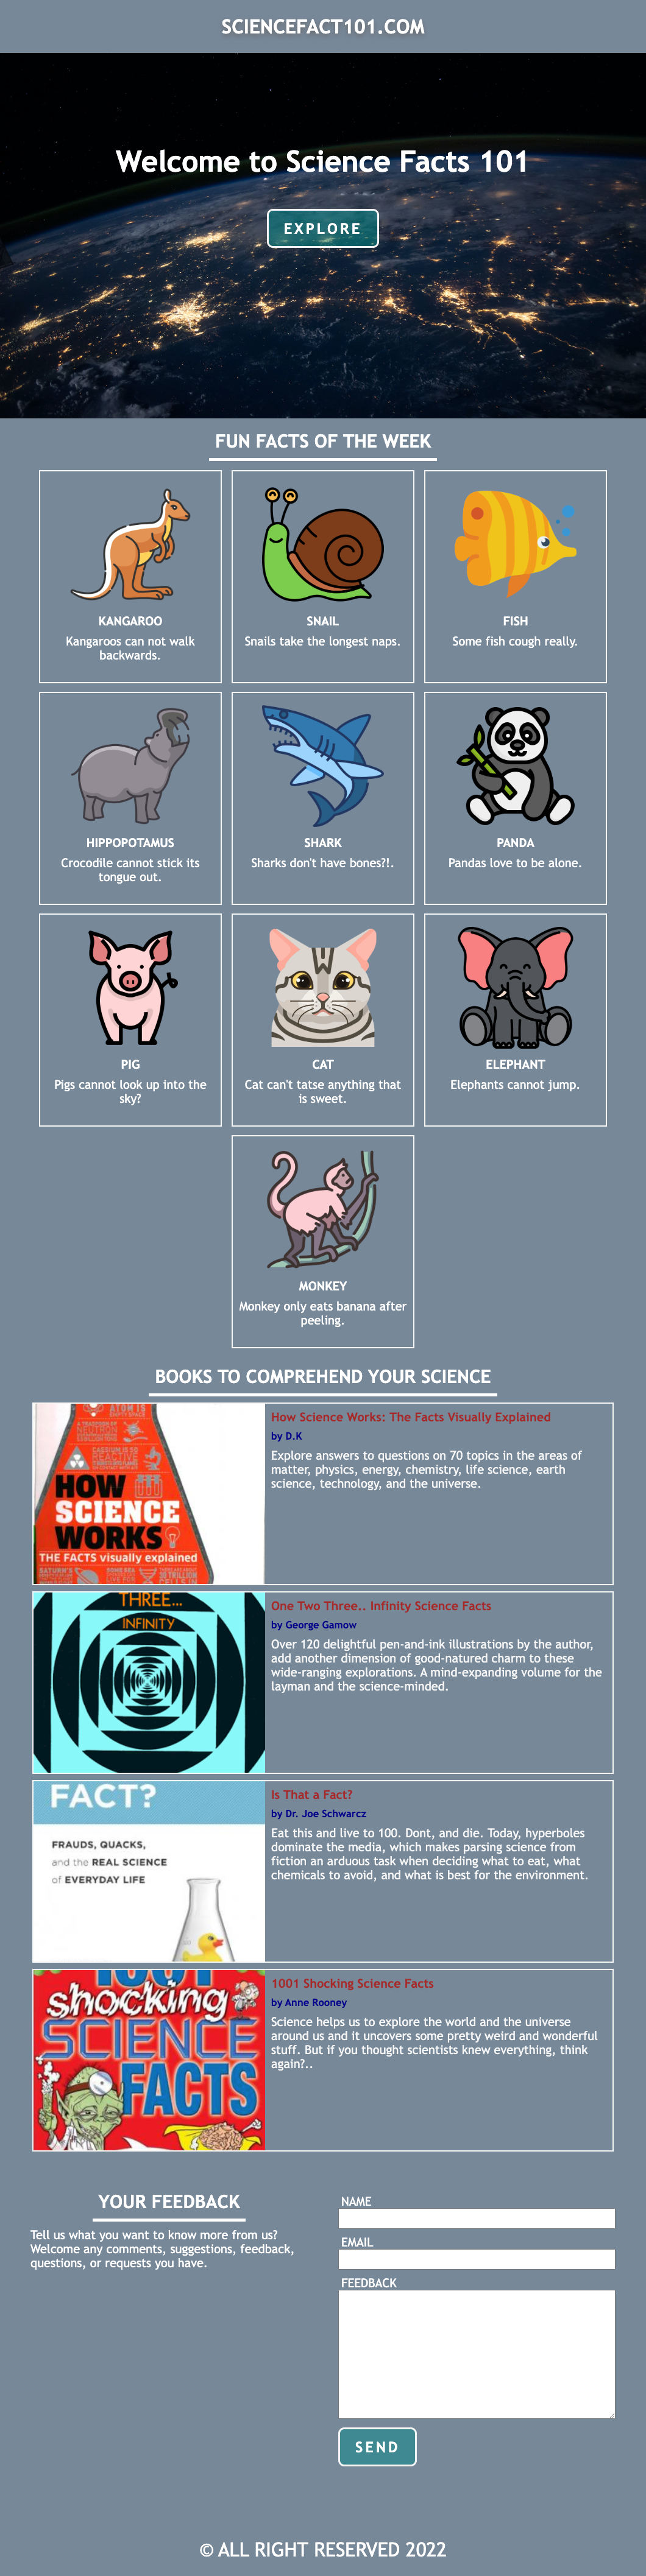 SCIENCEFACT101.COM
Welcome to Science Facts 101
EXPLORE
FUN FACTS OF THE WEEK
KANGAROO
Kangaroos can not walk
backwards.
SNAIL
Snails take the longest naps.
FISH
Some fish cough really.
HIPPOPOTAMUS
Crocodile cannot stick its
tongue out.
SHARK
Sharks don't have bones?!.
PANDA
Pandas love to be alone.
PIG
Pigs cannot look up into the
sky?
CAT
Cat can't tatse anything that
is sweet.
ELEPHANT
Elephants cannot jump.
MONKEY
Monkey only eats banana after
peeling.
BOOKS TO COMPREHEND YOUR SCIENCE
ATOM IS
EMPTY SPACE
A TEASPOON OF
NEUTRON
CAESIUM IS SO
REACTIVE
HOW
SCIENCE
WORKS
THE FACTS visually explained
SATURN'S
30 TRILLION
How Science Works: The Facts Visually Explained
by D.K
Explore answers to questions on 70 topics in the areas of
matter, physics, energy, chemistry, life science, earth
science, technology, and the universe.
THREE...
INFINITY
One Two Three.. Infinity Science Facts
by George Gamow
Over 120 delightful pen-and-ink illustrations by the author,
add another dimension of good-natured charm to these
wide-ranging explorations. A mind-expanding volume for the
layman and the science-minded.
FACT?
FRAUDS, QUACKS,
and the REAL SCIENCE
of EVERYDAY LIFE
Is That a Fact?
by Dr. Joe Schwarcz
Eat this and live to 100. Dont, and die. Today, hyperboles
dominate the media, which makes parsing science from
fiction an arduous task when deciding what to eat, what
chemicals to avoid, and what is best for the environment.
1001
shocking
SCIENCE
FACTS
1001 Shocking Science Facts
by Anne Rooney
Science helps us to explore the world and the universe
around us and it uncovers some pretty weird and wonderful
stuff. But if you thought scientists knew everything, think
again?..
YOUR FEEDBACK
Tell us what you want to know more from us?
Welcome any comments, suggestions, feedback,
questions, or requests you have.
NAME
EMAIL
FEEDBACK
SEND
© ALL RIGHT RESERVED 2022